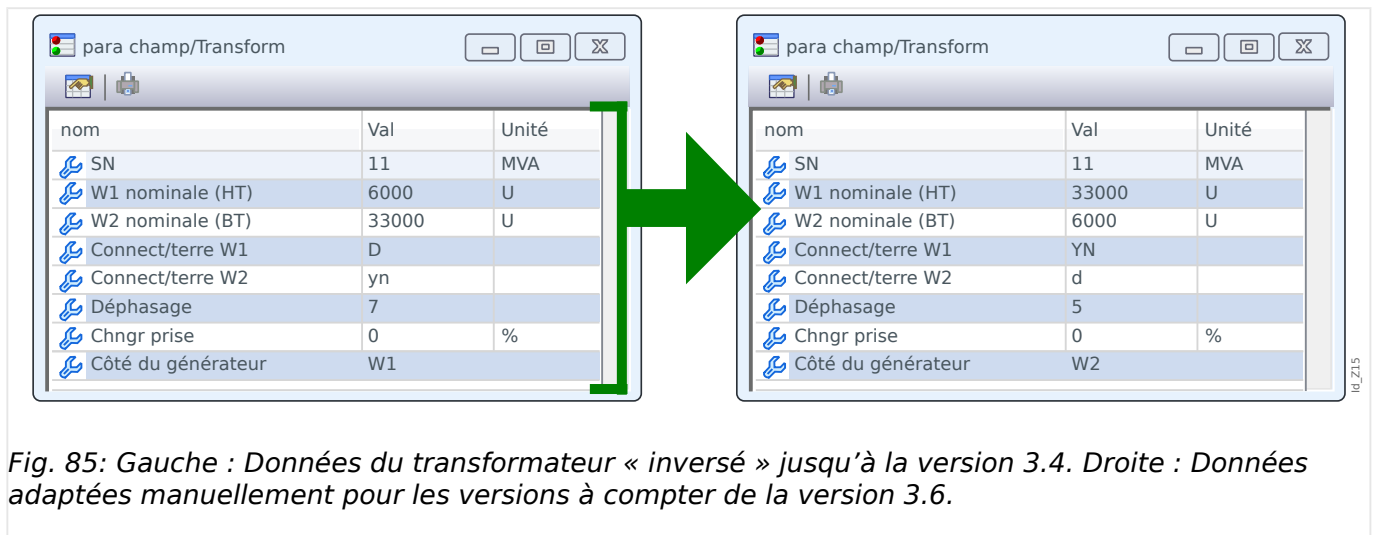 para champ/Transform
nom Val Unité
SN 11 MVA
W1 nominale (HT) 6000 U
W2 nominale (BT) 33000 U
Connect/terre W1 D
Connect/terre W2 yn
Déphasage 7
Chngr prise 0 %
Côté du générateur W1
para champ/Transform
nom Val Unité
SN 11 MVA
W1 nominale (HT) 33000 U
W2 nominale (BT) 6000 U
Connect/terre W1 YN
Connect/terre W2 d
Déphasage 5
Chngr prise 0 %
Côté du générateur W2
Id_Z15
Fig. 85: Gauche : Données du transformateur « inversé » jusqu’à la version 3.4. Droite : Données
adaptées manuellement pour les versions à compter de la version 3.6.